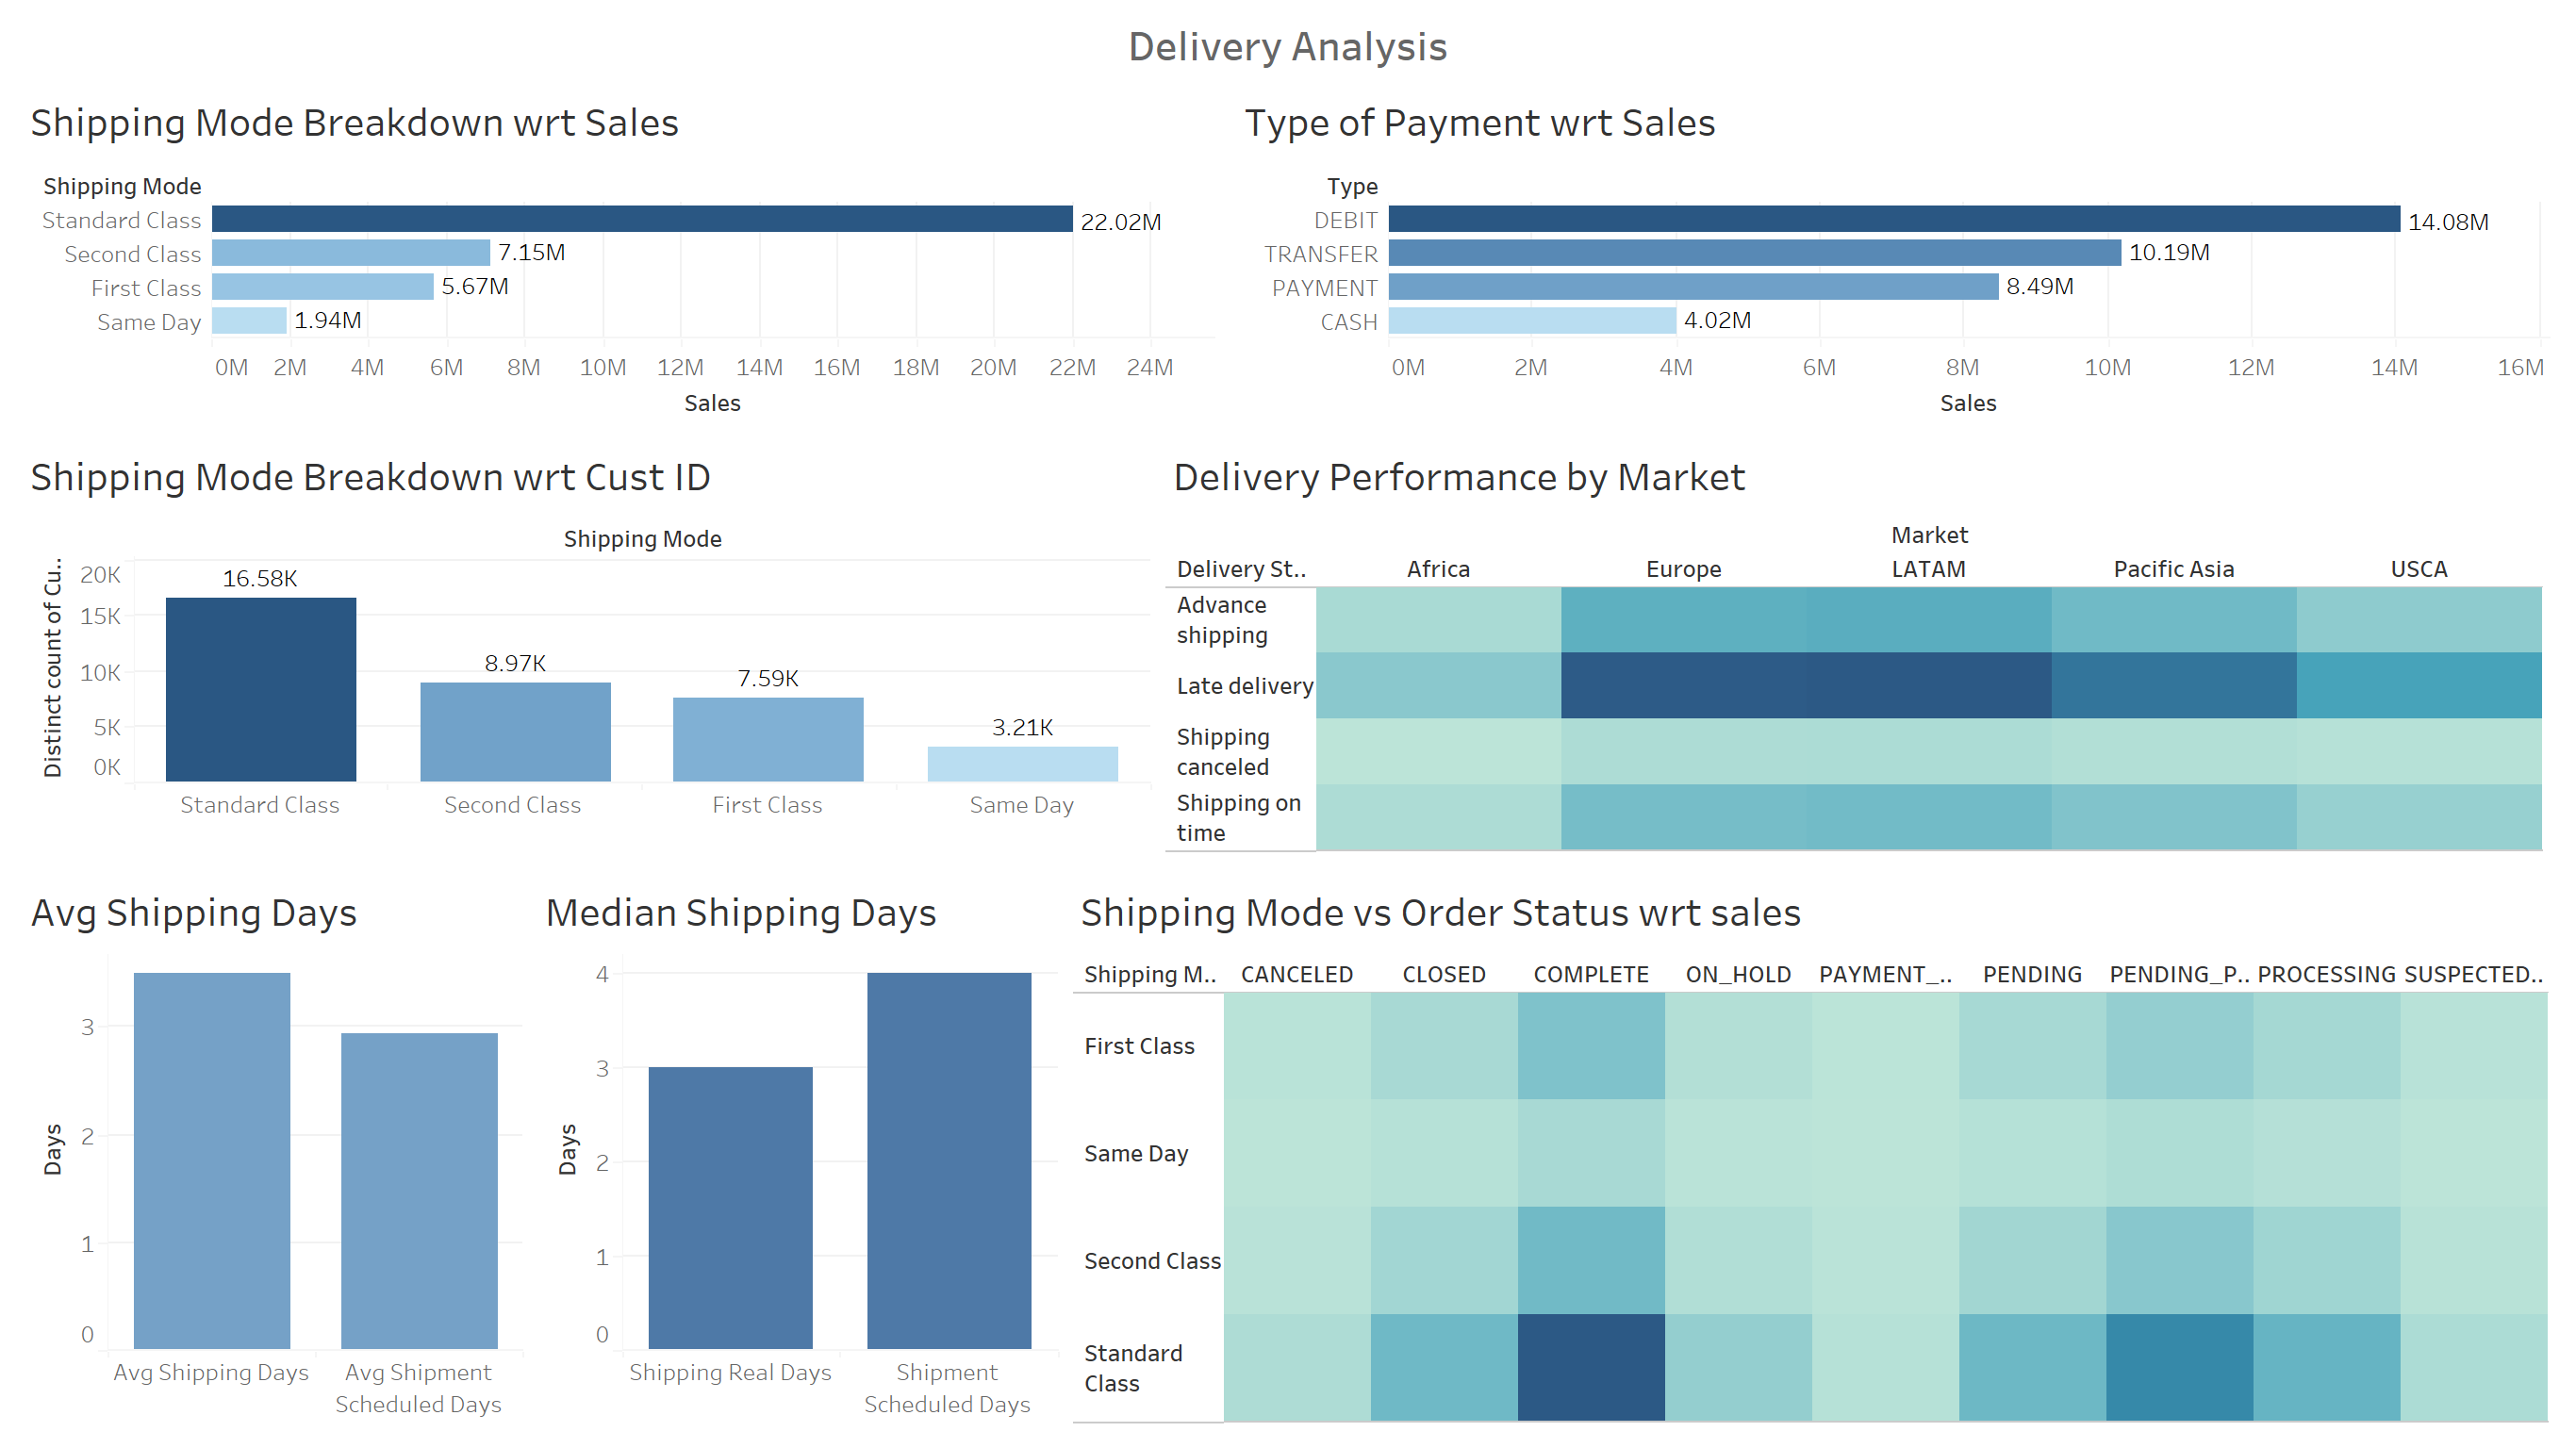 Delivery Analysis
Shipping Mode Breakdown wrt Sales
Shipping Mode
Standard Class 22.02M
Second Class 7.15M
First Class 5.67M
Same Day 1.94M
0M 2M 4M 6M 8M 10M 12M 14M 16M 18M 20M 22M 24M
Sales
Type of Payment wrt Sales
Type
DEBIT 14.08M
TRANSFER 10.19M
PAYMENT 8.49M
CASH 4.02M
0M 2M 4M 6M 8M 10M 12M 14M 16M
Sales
Shipping Mode Breakdown wrt Cust ID
Shipping Mode
Distinct count of Cu..
20K
15K
10K
5K
0K
16.58K
8.97K
7.59K
3.21K
Standard Class Second Class First Class Same Day
Delivery Performance by Market
Market
Delivery St.. Africa Europe LATAM Pacific Asia USCA
Advance
shipping
Late delivery
Shipping
canceled
Shipping on
time
Avg Shipping Days
Days
3
2
1
0
Avg Shipping Days
Avg Shipment
Scheduled Days
Median Shipping Days
Days
4
3
2
1
0
Shipping Real Days
Shipment
Scheduled Days
Shipping Mode vs Order Status wrt sales
Shipping M.. CANCELED CLOSED COMPLETE ON_HOLD PAYMENT_.. PENDING PENDING_P.. PROCESSING SUSPECTED..
First Class
Same Day
Second Class
Standard
Class